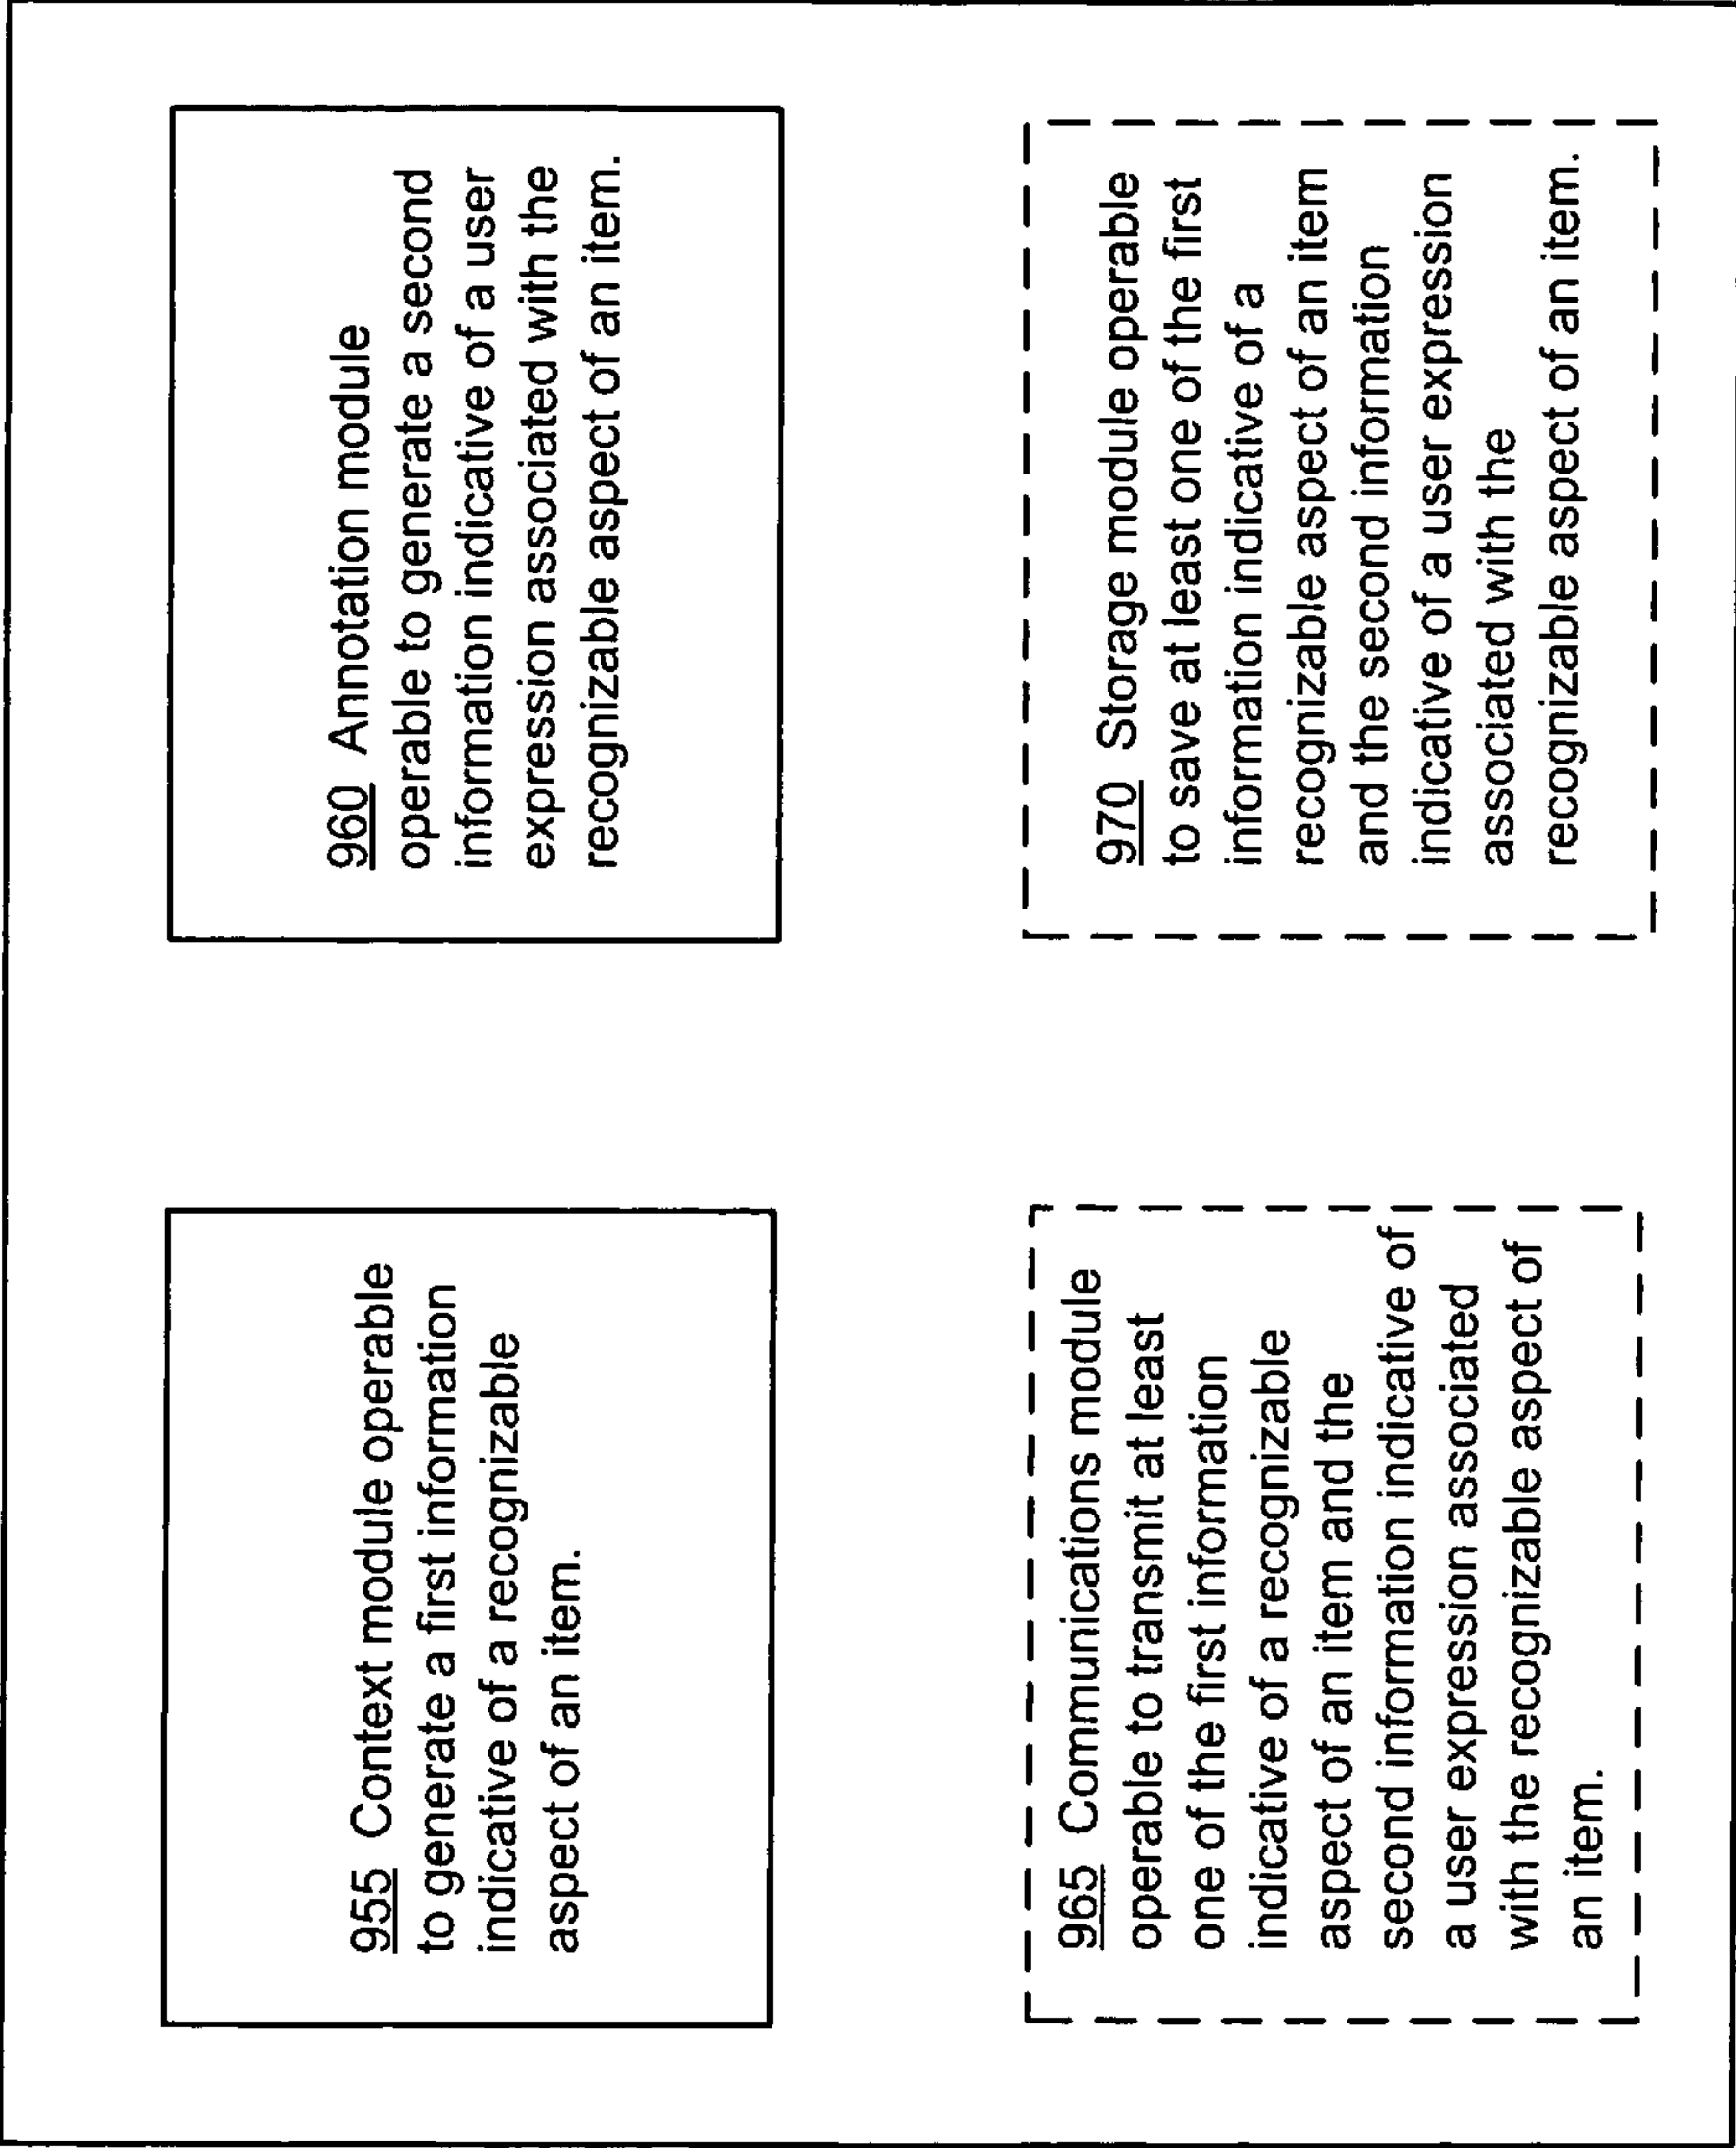 955 Context module operable
to generate a first information
indicative of a recognizable
aspect of an item.
960 Annotation module
operable to generate a second
information indicative of a user
expression associated with the
recognizable aspect of an item.
965 Communications module
operable to transmit at least
one of the first information
indicative of a recognizable
aspect of an item and the
second information indicative of
a user expression associated
with the recognizable aspect of
an item.
970 Storage module operable
to save at least one of the first
information indicative of a
recognizable aspect of an item
and the second information
indicative of a user expression
associated with the
recognizable aspect of an item.